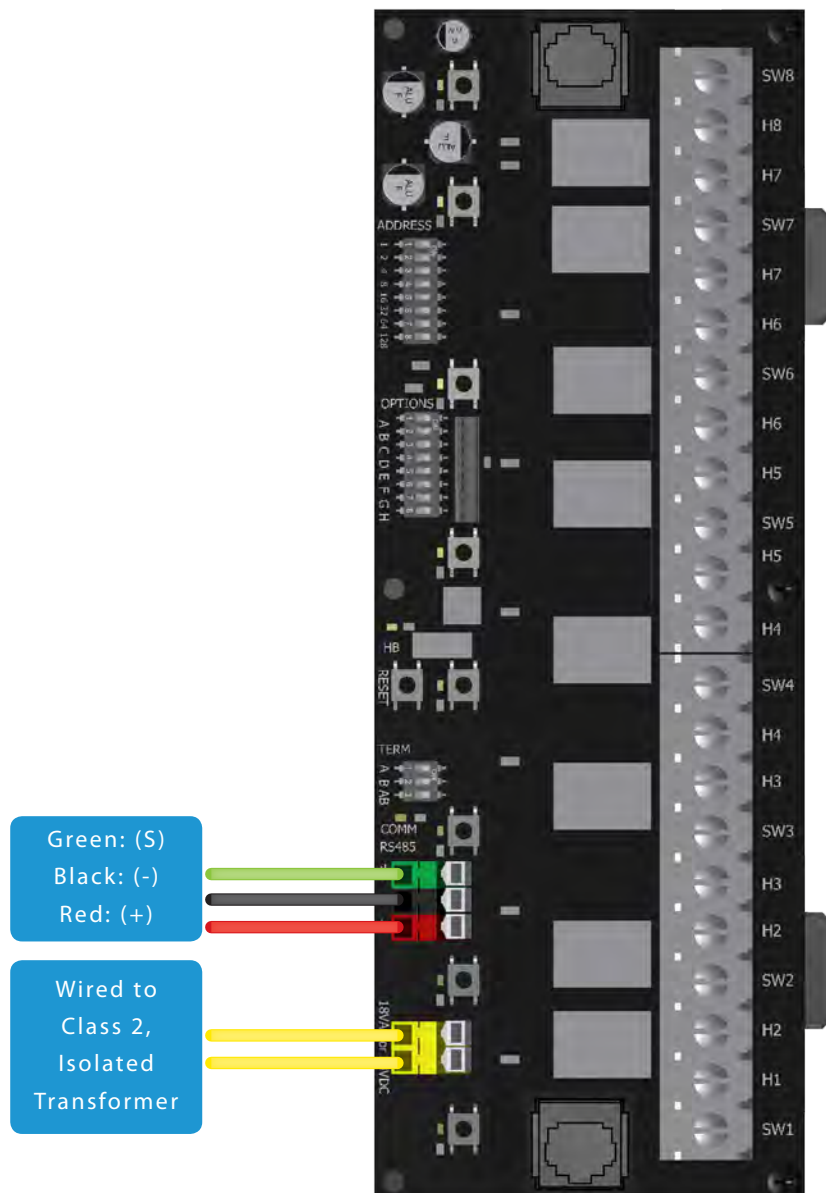 SW8
H8
H7
ADDRESS
SW7
1
2
4
8
16
32
64
128
H7
H6
SW6
OPTIONS
A
B
C
D
E
F
G
H
H6
H5
SW5
H5
H4
HB
RESET
SW4
H4
TERM
A
B
AB
H3
COMM
RS485
SW3
Green: (S)
Black: (-)
Red: (+)
H3
H2
SW2
Wired to
Class 2,
Isolated
Transformer
H2
H1
SW1